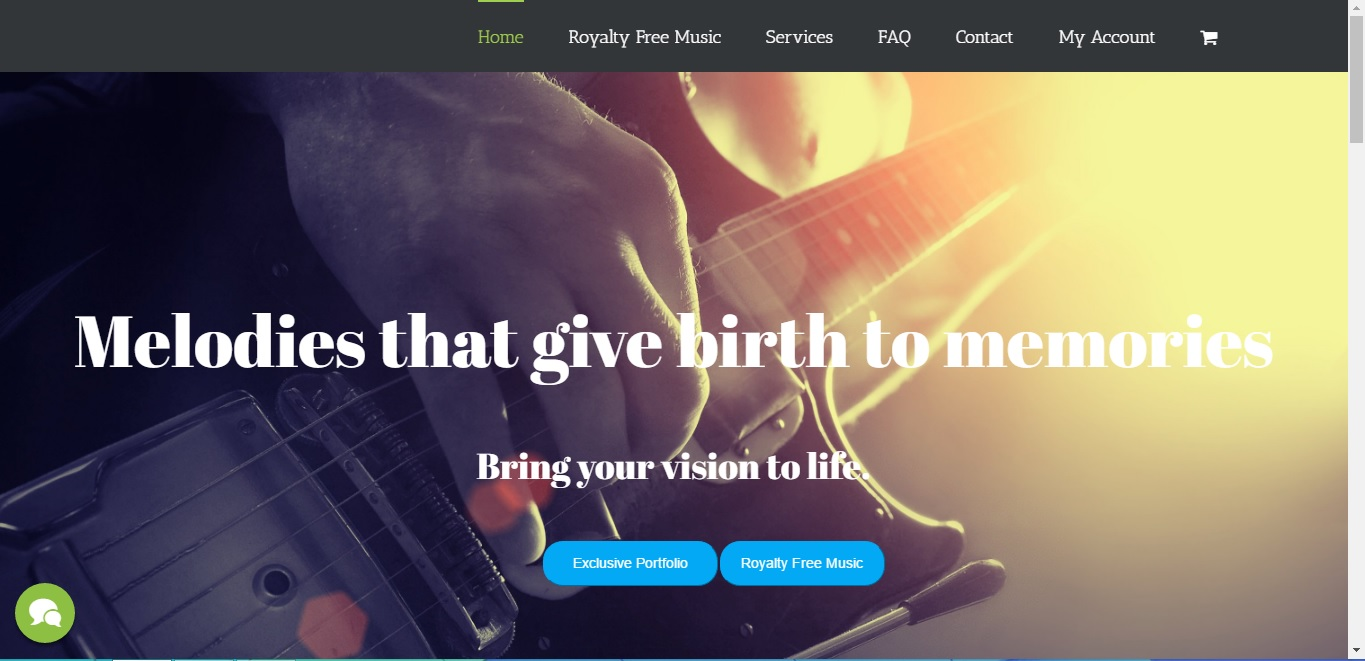 Home Royalty Free Music Services FAQ Contact My Account
Melodies that give birth to memories
Bring your vision to life.
Exclusive Portfolio Royalty Free Music